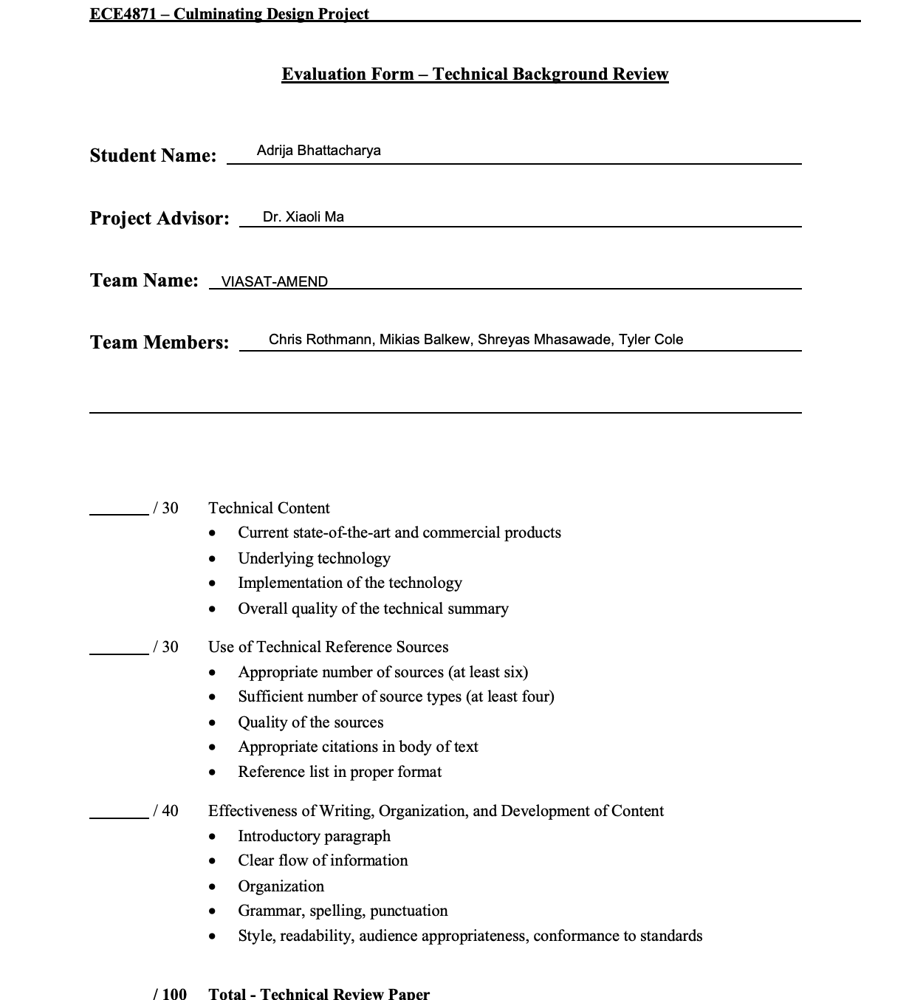 ECE4871 – Culminating Design Project
Evaluation Form – Technical Background Review
Student Name: Adrija Bhattacharya
Project Advisor: Dr. Xiaoli Ma
Team Name: VIASAT-AMEND
Team Members: Chris Rothmann, Mikias Balkew, Shreyas Mhasawade, Tyler Cole
_______ / 30 Technical Content
• Current state-of-the-art and commercial products
• Underlying technology
• Implementation of the technology
• Overall quality of the technical summary
_______ / 30 Use of Technical Reference Sources
• Appropriate number of sources (at least six)
• Sufficient number of source types (at least four)
• Quality of the sources
• Appropriate citations in body of text
• Reference list in proper format
_______ / 40 Effectiveness of Writing, Organization, and Development of Content
• Introductory paragraph
• Clear flow of information
• Organization
• Grammar, spelling, punctuation
• Style, readability, audience appropriateness, conformance to standards
/ 100 Total - Technical Review Paper